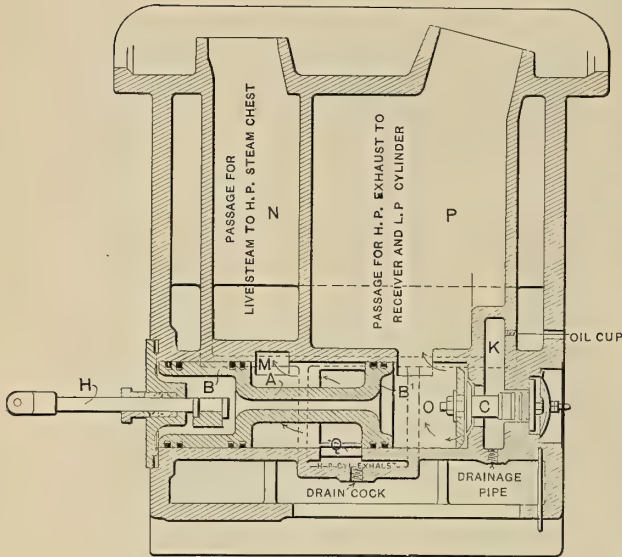 PASSAGE FOR
LIVE STEAM TO H.P. STEAM CHEST
N
PASSAGE FOR H.P. EXHAUST TO
RECEIVER AND L.P CYLINDER
P
OIL CUP
K
M
A
H
B
B
O
C
Q
H.P. CYL. EXHAUST
DRAIN COCK
DRAINAGE
PIPE